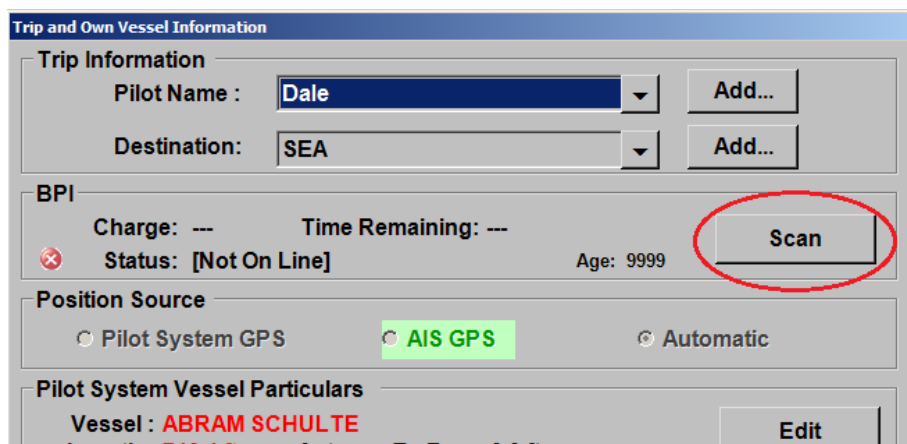 Trip and Own Vessel Information
Trip Information
Pilot Name : Dale Add...
Destination: SEA Add...
BPI
Charge: --- Time Remaining: ---
Scan
Status: [Not On Line] Age: 9999
Position Source
Pilot System GPS AIS GPS Automatic
Pilot System Vessel Particulars
Vessel : ABRAM SCHULTE
Edit